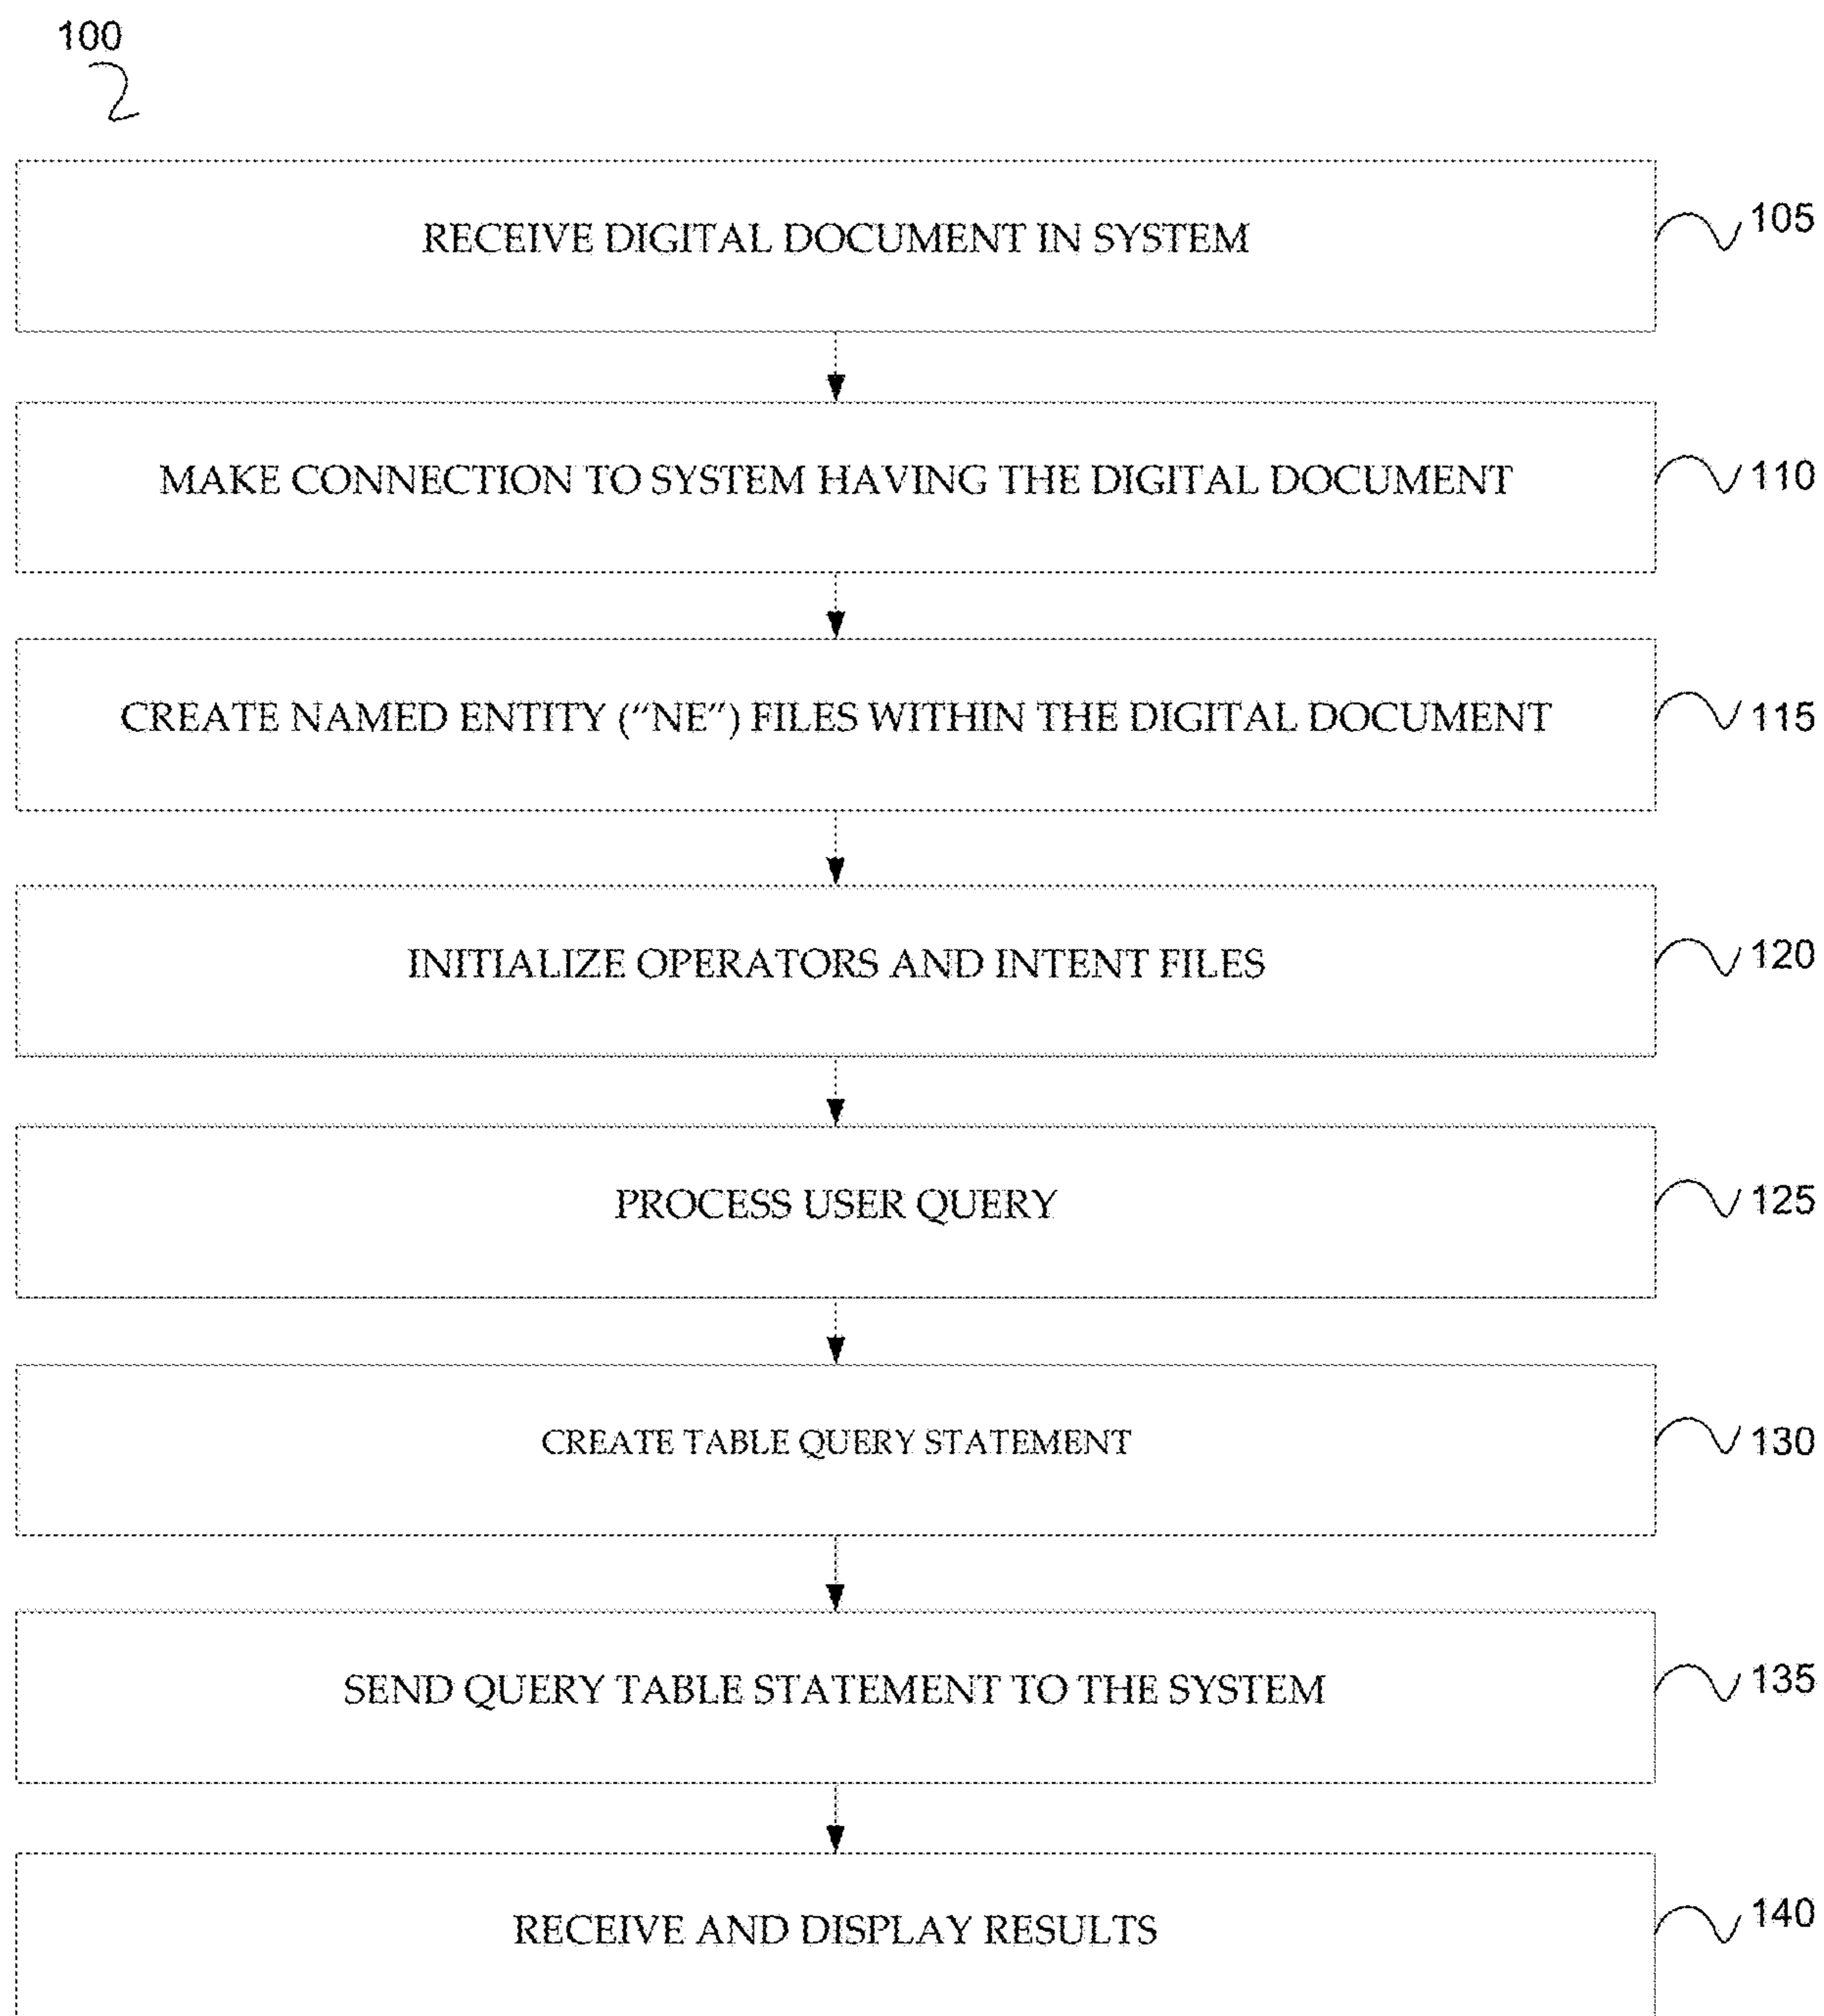 100
RECEIVE DIGITAL DOCUMENT IN SYSTEM
105
MAKE CONNECTION TO SYSTEM HAVING THE DIGITAL DOCUMENT
110
CREATE NAMED ENTITY (“NE”) FILES WITHIN THE DIGITAL DOCUMENT
115
INITIALIZE OPERATORS AND INTENT FILES
120
PROCESS USER QUERY
125
CREATE TABLE QUERY STATEMENT
130
SEND QUERY TABLE STATEMENT TO THE SYSTEM
135
RECEIVE AND DISPLAY RESULTS
140